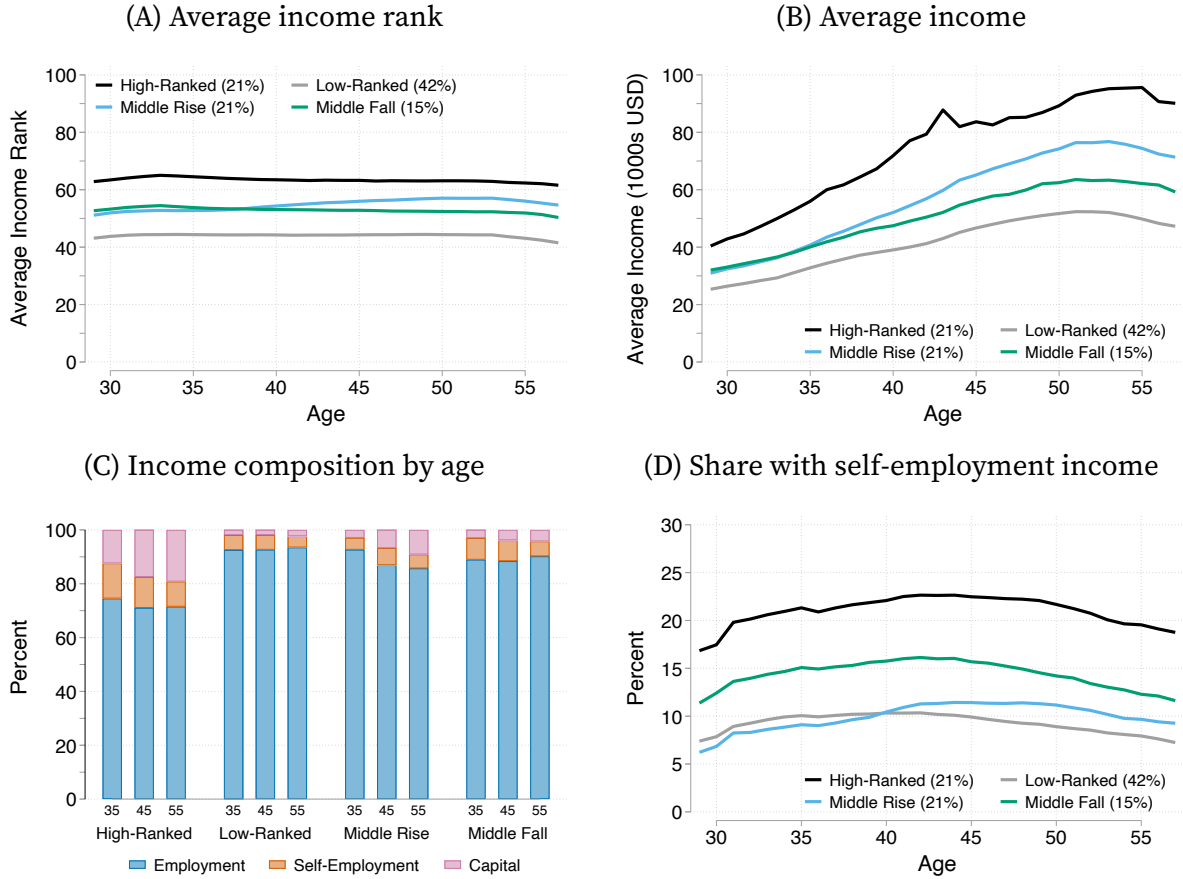 (A) Average income rank
Average Income Rank
100
80
60
40
20
0
High-Ranked (21%) Low-Ranked (42%)
Middle Rise (21%) Middle Fall (15%)
30 35 40 45 50 55
Age
(B) Average income
Average Income (1000s USD)
100
80
60
40
20
0
High-Ranked (21%) Low-Ranked (42%)
Middle Rise (21%) Middle Fall (15%)
30 35 40 45 50 55
Age
(C) Income composition by age
Percent
100
80
60
40
20
0
35 45 55 35 45 55 35 45 55 35 45 55
High-Ranked Low-Ranked Middle Rise Middle Fall
Employment Self-Employment Capital
(D) Share with self-employment income
Percent
30
25
20
15
10
5
0
High-Ranked (21%) Low-Ranked (42%)
Middle Rise (21%) Middle Fall (15%)
30 35 40 45 50 55
Age